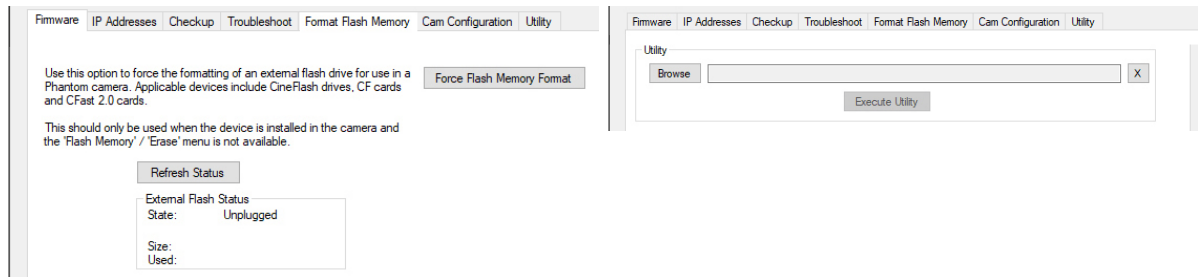 Firmware IP Addresses Checkup Troubleshoot Format Flash Memory Cam Configuration Utility
Use this option to force the formatting of an external flash drive for use in a
Phantom camera. Applicable devices include CineFlash drives, CF cards
and CFast 2.0 cards.
Force Flash Memory Format
This should only be used when the device is installed in the camera and
the 'Flash Memory' / 'Erase' menu is not available.
Refresh Status
External Flash Status
State: Unplugged
Size:
Used:
Firmware IP Addresses Checkup Troubleshoot Format Flash Memory Cam Configuration Utility
Utility
Browse X
Execute Utility